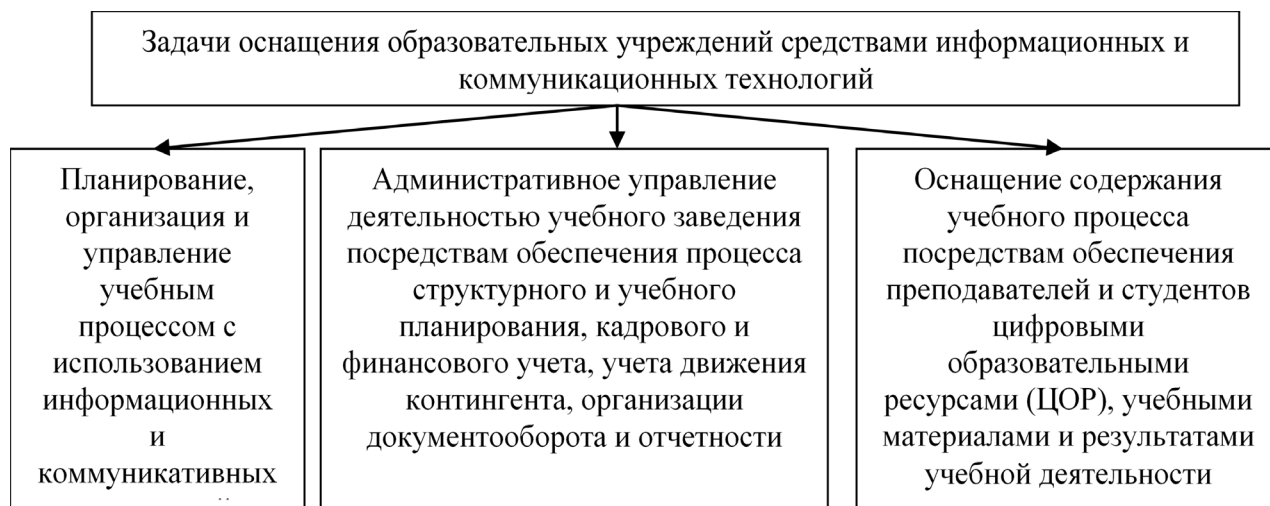 Задачи оснащения образовательных учреждений средствами информационных и
коммуникационных технологий
Планирование,
организация и
управление
учебным
процессом с
использованием
информационных
и
коммуникативных
Административное управление
деятельностью учебного заведения
посредствам обеспечения процесса
структурного и учебного
планирования, кадрового и
финансового учета, учета движения
контингента, организации
документооборота и отчетности
Оснащение содержания
учебного процесса
посредствам обеспечения
преподавателей и студентов
цифровыми
образовательными
ресурсами (ЦОР), учебными
материалами и результатами
учебной деятельности